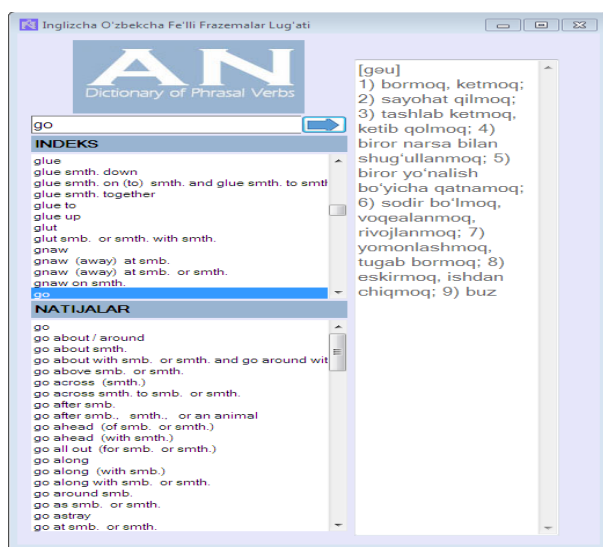 Inglizcha O'zbekcha Fe'lli Frazemalar Lug'ati
AN
Dictionary of Phrasal Verbs
go
INDEKS
glue
glue smth. down
glue smth. on (to) smth. and glue smth. to smth
glue smth. together
glue to
glue up
glut
glut smb. or smth. with smth.
gnaw
gnaw (away) at smb.
gnaw (away) at smb. or smth.
gnaw on smth.
go
NATIJALAR
go
go about / around
go about smth.
go about with smb. or smth. and go around wit
go above smb. or smth.
go across (smth.)
go across smth. to smb. or smth.
go after smb.
go after smb., smth., or an animal
go ahead (of smb. or smth.)
go ahead (with smth.)
go all out (for smb. or smth.)
go along
go along (with smb.)
go along with smb. or smth.
go around smb.
go as smb. or smth.
go astray
go at smb. or smth.
[gəu]
1) bormoq, ketmoq;
2) sayohat qilmoq;
3) tashlab ketmoq,
ketib qolmoq; 4)
biror narsa bilan
shug‘ullanmoq; 5)
biror yo‘nalish
bo‘yicha qatnamoq;
6) sodir bo‘lmoq,
voqealanmoq,
rivojlanmoq; 7)
yomonlashmoq,
tugab bormoq; 8)
eskirmoq, ishdan
chiqmoq; 9) buz